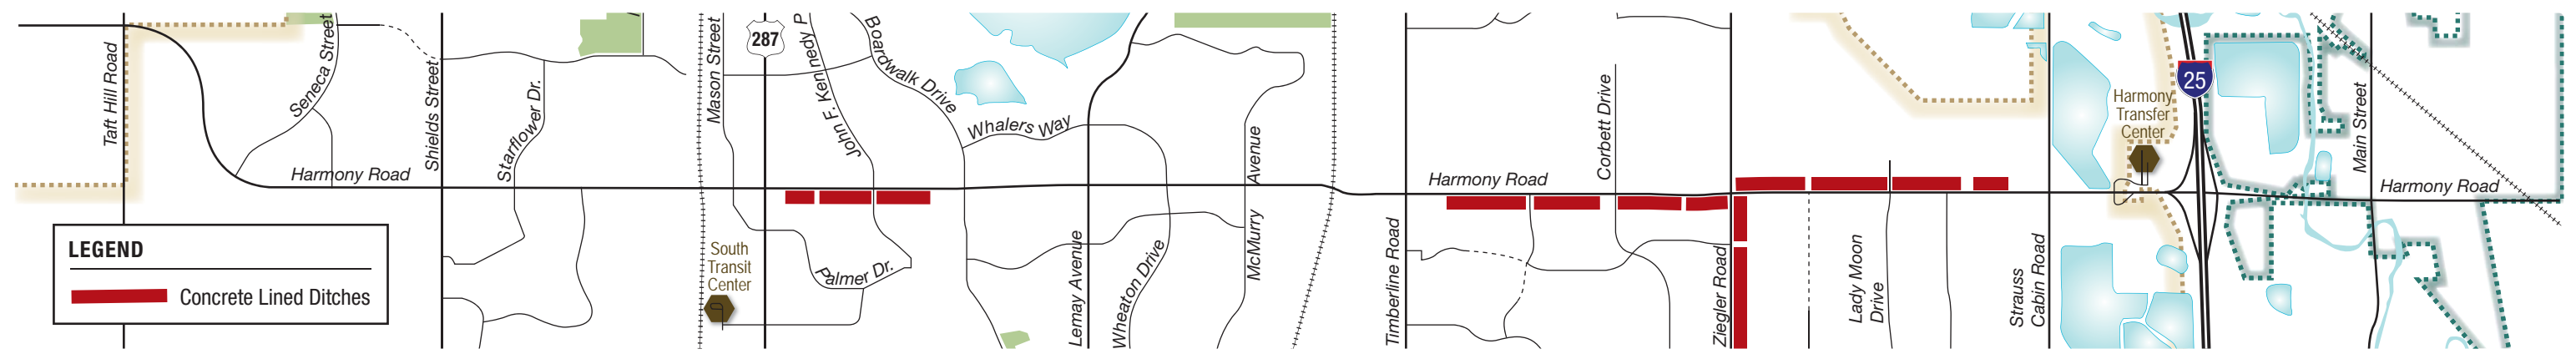 Taft Hill Road
Seneca Street
Harmony Road
Shields Street
Starflower Dr.
Mason Street
287
John F. Kennedy P
Boardwalk Drive
Whalers Way
South
Transit
Center
Palmer Dr.
Lemay Avenue
Wheaton Drive
McMurry Avenue
Timberline Road
Harmony Road
Corbett Drive
Ziegler Road
Lady Moon
Drive
Strauss
Cabin Road
Harmony
Transfer
Center
25
Main Street
Harmony Road
LEGEND
Concrete Lined Ditches